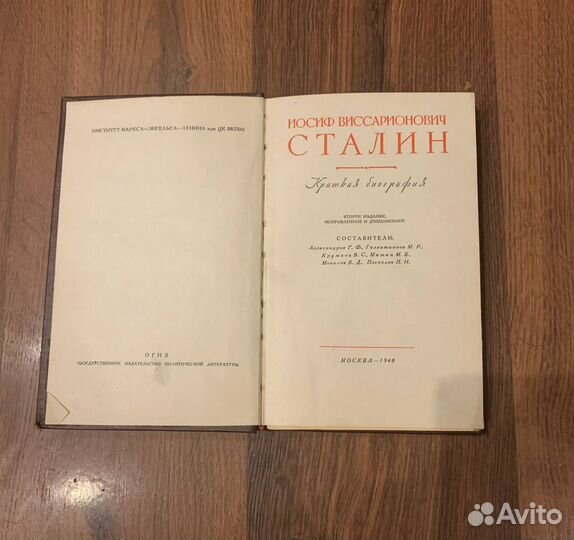 ИНСТИТУТ МАРКСА—ЭНГЕЛЬСА—ЛЕНИНА при ЦК ВКП(б)
ОГИЗ
ГОСУДАРСТВЕННОЕ ИЗДАТЕЛЬСТВО ПОЛИТИЧЕСКОЙ ЛИТЕРАТУРЫ
ИОСИФ ВИССАРИОНОВИЧ
СТАЛИН
Краткая биография
ВТОРОЕ ИЗДАНИЕ,
ИСПРАВЛЕННОЕ И ДОПОЛНЕННОЕ
СОСТАВИТЕЛИ:
Александров Г. Ф., Галактионов М. Р.,
Кружков В. С., Митин М. Б.,
Мочалов В. Д., Поспелов П. Н.
МОСКВА—1948
Avito